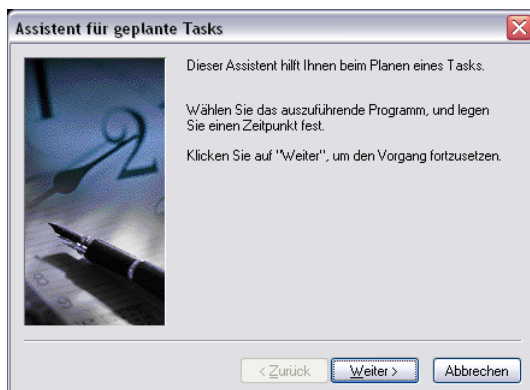 Assistent für geplante Tasks
Dieser Assistent hilft Ihnen beim Planen eines Tasks.
Wählen Sie das auszuführende Programm, und legen
Sie einen Zeitpunkt fest.
Klicken Sie auf "Weiter", um den Vorgang fortzusetzen.
2
< Zurück
Weiter >
Abbrechen